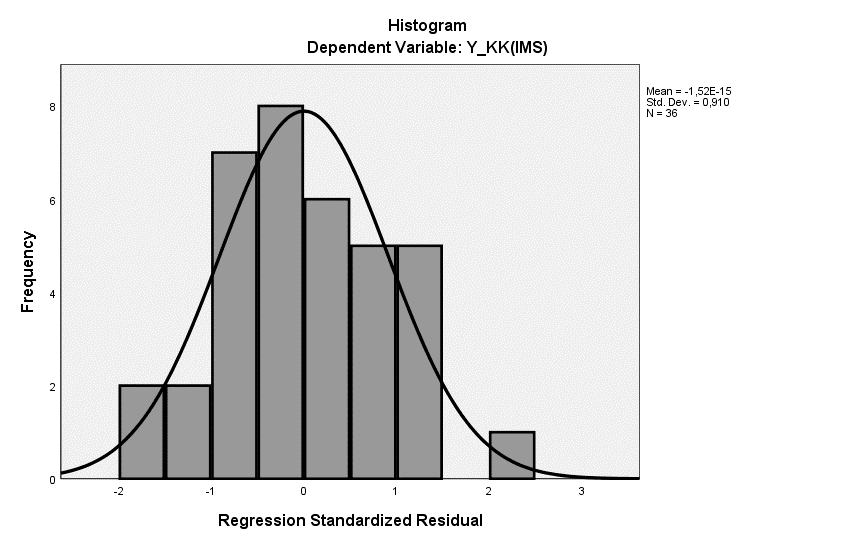 Histogram
Dependent Variable: Y_KK(IMS)
Mean = -1,52E-15
Std. Dev. = 0,910
N = 36
Frequency
8
6
4
2
0
-2 -1 0 1 2 3
Regression Standardized Residual